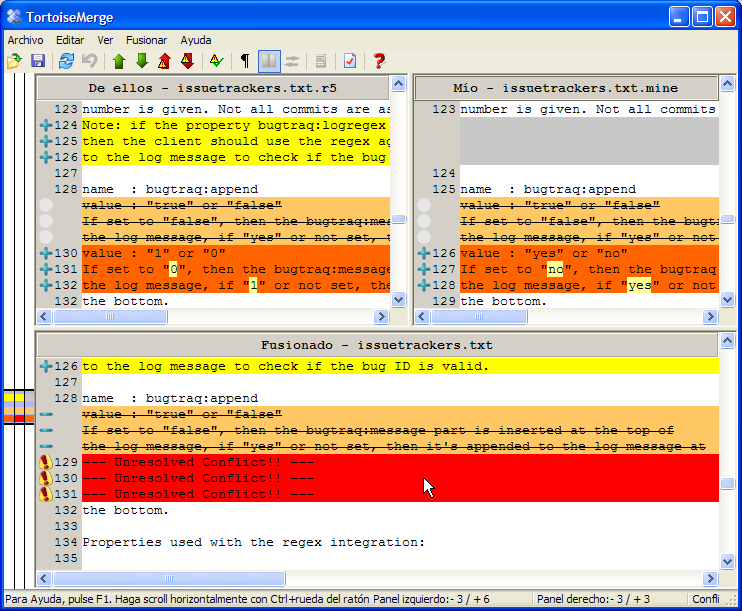 TortoiseMerge
Archivo Editar Ver Fusionar Ayuda
De ellos - issuetrackers.txt.r5
123 number is given. Not all commits are as
124 Note: if the property bugtraq:logregex
125 then the client should use the regex ag
126 to the log message to check if the bug
127
128 name : bugtraq:append
value : "true" or "false"
If set to "false", then the bugtraq:mes
the log message, if "yes" or not set, t
130 value : "1" or "0"
131 If set to "0", then the bugtraq:message
132 the log message, if "1" or not set, the
132 the bottom.
Mío - issuetrackers.txt.mine
123 number is given. Not all commits
124
125 name : bugtraq:append
value : "true" or "false"
If set to "false", then the bugt
the log message, if "yes" or not
126 value : "yes" or "no"
127 If set to "no", then the bugtraq
128 the log message, if "yes" or not
129 the bottom.
Fusionado - issuetrackers.txt
126 to the log message to check if the bug ID is valid.
127
128 name : bugtraq:append
value : "true" or "false"
If set to "false", then the bugtraq:message part is inserted at the top of
the log message, if "yes" or not set, then it's appended to the log message at
129 --- Unresolved Conflict!! ---
130 --- Unresolved Conflict!! ---
131 --- Unresolved Conflict!! ---
132 the bottom.
133
134 Properties used with the regex integration:
135
Para Ayuda, pulse F1. Haga scroll horizontalmente con Ctrl+rueda del ratón Panel izquierdo:- 3 / + 6 Panel derecho:- 3 / + 3 Confli